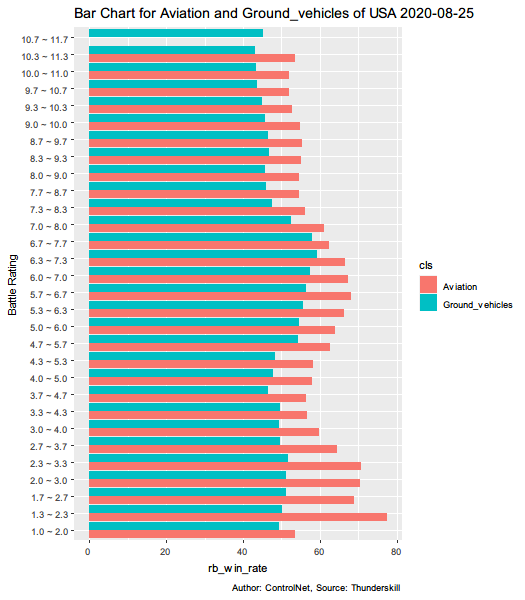 Bar Chart for Aviation and Ground_vehicles of USA 2020-08-25
Battle Rating
10.7 ~ 11.7
10.3 ~ 11.3
10.0 ~ 11.0
9.7 ~ 10.7
9.3 ~ 10.3
9.0 ~ 10.0
8.7 ~ 9.7
8.3 ~ 9.3
8.0 ~ 9.0
7.7 ~ 8.7
7.3 ~ 8.3
7.0 ~ 8.0
6.7 ~ 7.7
6.3 ~ 7.3
6.0 ~ 7.0
5.7 ~ 6.7
5.3 ~ 6.3
5.0 ~ 6.0
4.7 ~ 5.7
4.3 ~ 5.3
4.0 ~ 5.0
3.7 ~ 4.7
3.3 ~ 4.3
3.0 ~ 4.0
2.7 ~ 3.7
2.3 ~ 3.3
2.0 ~ 3.0
1.7 ~ 2.7
1.3 ~ 2.3
1.0 ~ 2.0
0 20 40 60 80
rb_win_rate
cls
Aviation
Ground_vehicles
Author: ControlNet, Source: Thunderskill